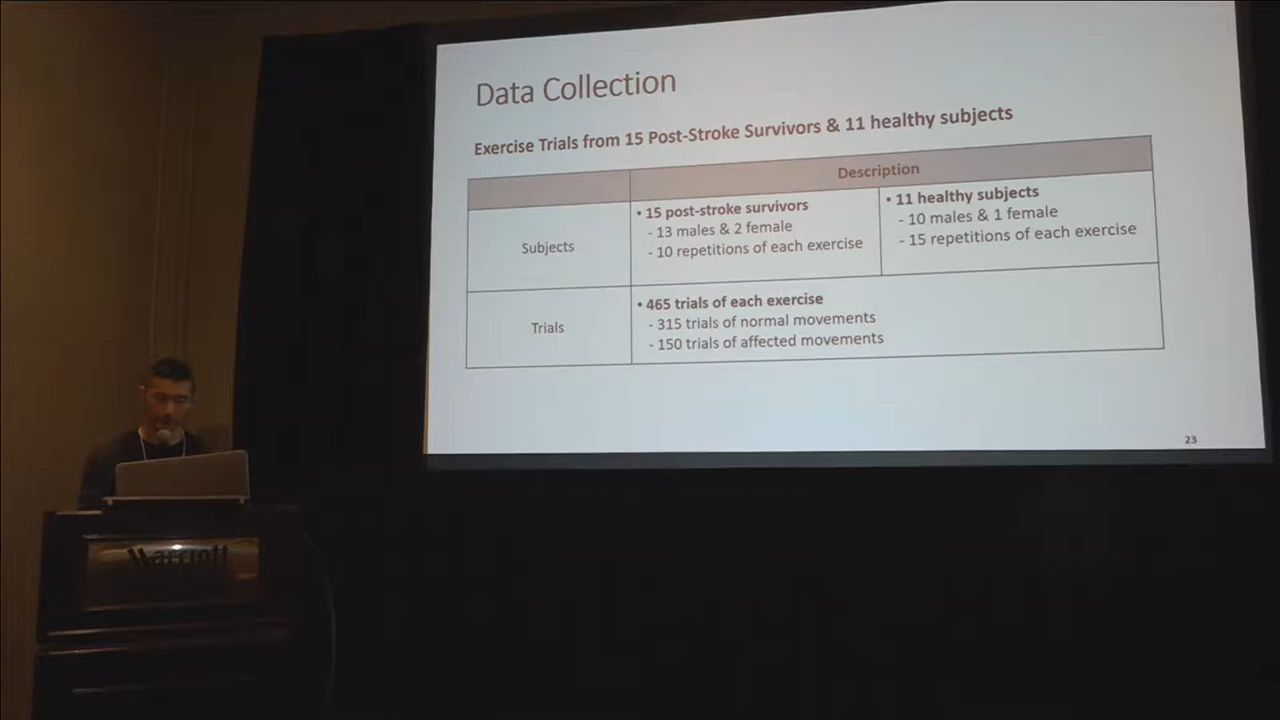 Data Collection
Exercise Trials from 15 Post-Stroke Survivors & 11 healthy subjects
Description
Subjects
• 15 post-stroke survivors
- 13 males & 2 female
- 10 repetitions of each exercise
• 11 healthy subjects
- 10 males & 1 female
- 15 repetitions of each exercise
Trials
• 465 trials of each exercise
- 315 trials of normal movements
- 150 trials of affected movements
23
Marriott